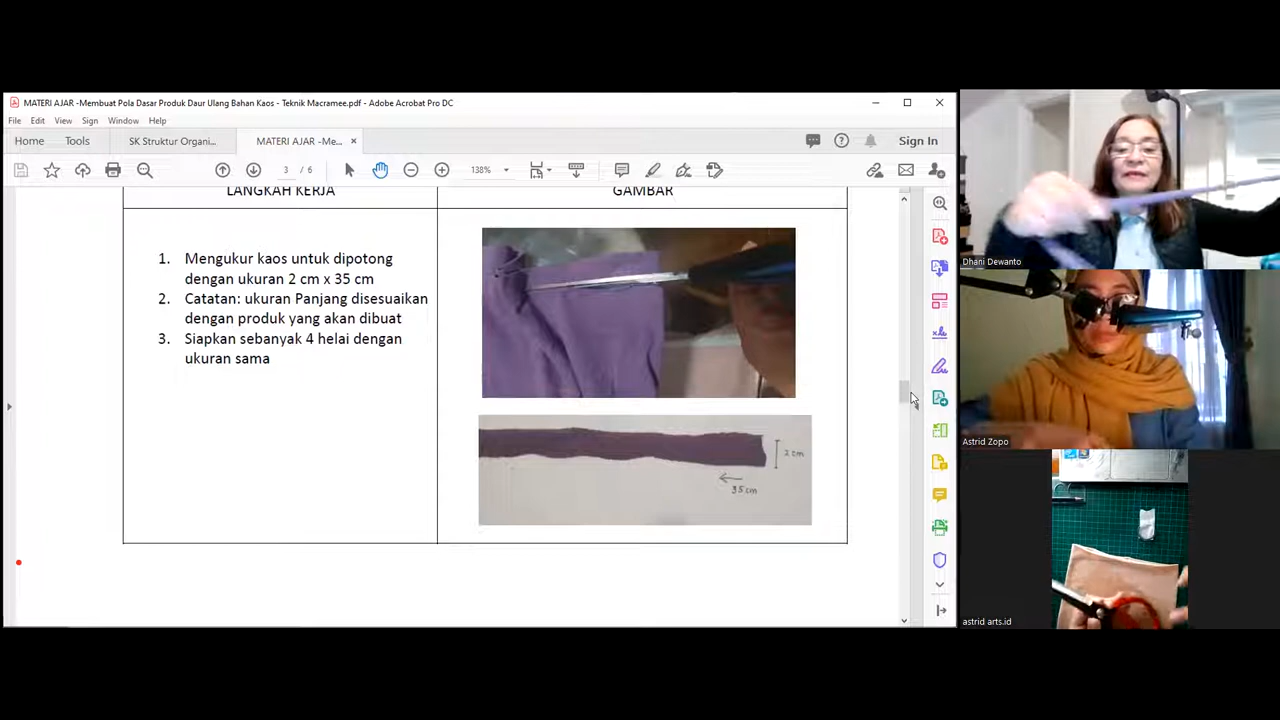 MATERI AJAR -Membuat Pola Dasar Produk Daur Ulang Bahan Kaos - Teknik Macramee.pdf - Adobe Acrobat Pro DC
File Edit View Sign Window Help
Home Tools SK Struktur Organi... MATERI AJAR -Me... Sign In
3 / 6 138%
LANGKAH KERJA GAMBAR
1. Mengukur kaos untuk dipotong
dengan ukuran 2 cm x 35 cm
2. Catatan: ukuran Panjang disesuaikan
dengan produk yang akan dibuat
3. Siapkan sebanyak 4 helai dengan
ukuran sama
2 cm
35 cm
Dhani Dewanto
Astrid Zopo
astrid arts.id